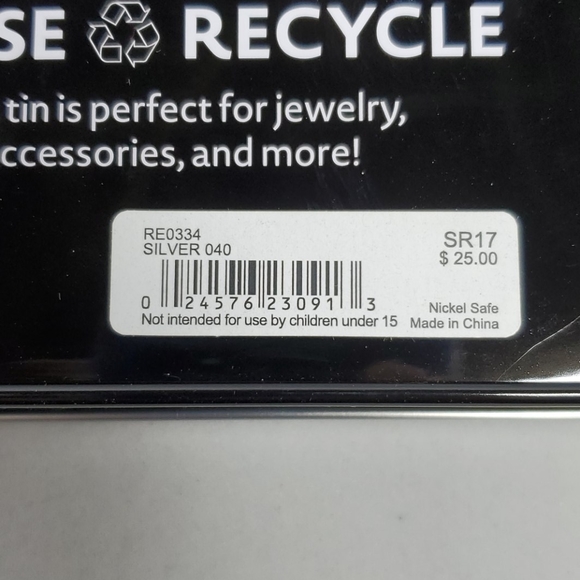 SE RECYCLE
tin is perfect for jewelry,
ccessories, and more!
RE0334
SILVER 040
SR17
$ 25.00
0 24576 23091 3
Not intended for use by children under 15
Nickel Safe
Made in China